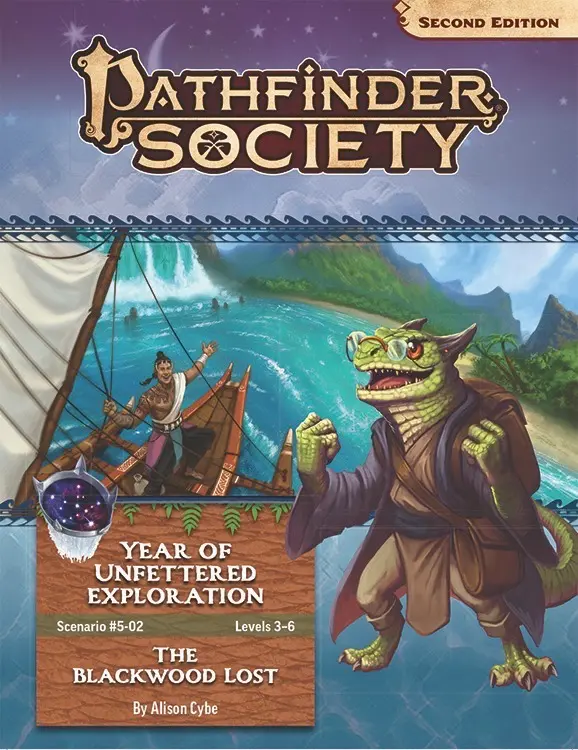 SECOND EDITION
PATHFINDER
SOCIETY
YEAR OF
UNFETTERED
EXPLORATION
Scenario #5-02 Levels 3–6
THE
BLACKWOOD LOST
By Alison Cybe